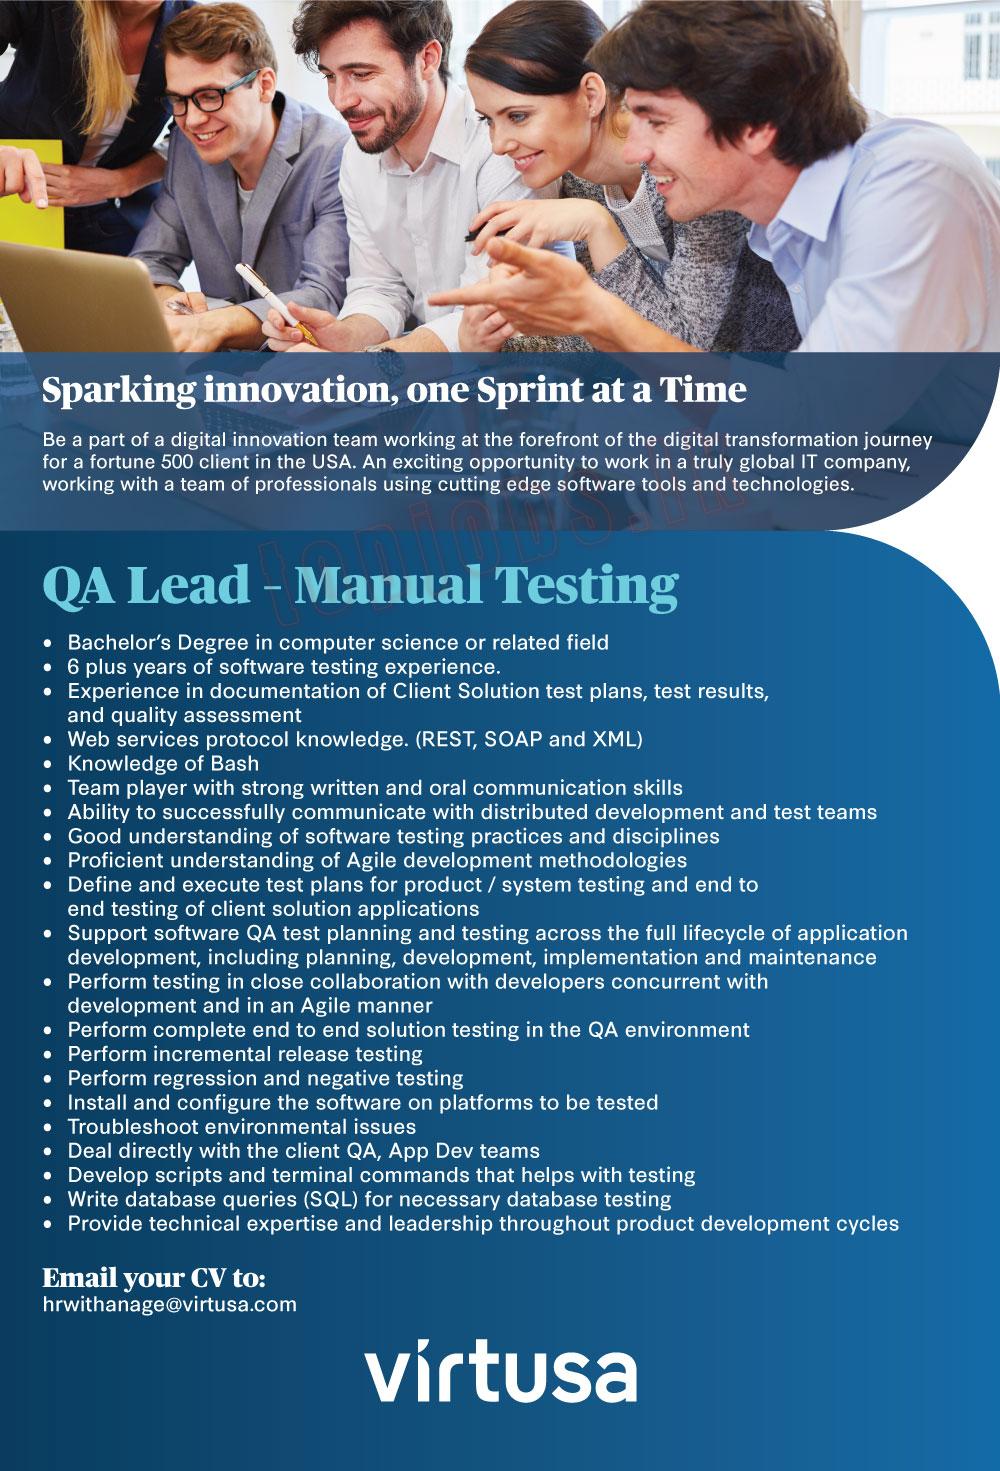 Sparking innovation, one Sprint at a Time
Be a part of a digital innovation team working at the forefront of the digital transformation journey
for a fortune 500 client in the USA. An exciting opportunity to work in a truly global IT company,
working with a team of professionals using cutting edge software tools and technologies.
topjobs.lk
QA Lead - Manual Testing
• Bachelor's Degree in computer science or related field
• 6 plus years of software testing experience.
• Experience in documentation of Client Solution test plans, test results,
and quality assessment
• Web services protocol knowledge. (REST, SOAP and XML)
• Knowledge of Bash
• Team player with strong written and oral communication skills
• Ability to successfully communicate with distributed development and test teams
• Good understanding of software testing practices and disciplines
• Proficient understanding of Agile development methodologies
• Define and execute test plans for product / system testing and end to
end testing of client solution applications
• Support software QA test planning and testing across the full lifecycle of application
development, including planning, development, implementation and maintenance
• Perform testing in close collaboration with developers concurrent with
development and in an Agile manner
• Perform complete end to end solution testing in the QA environment
• Perform incremental release testing
• Perform regression and negative testing
• Install and configure the software on platforms to be tested
• Troubleshoot environmental issues
• Deal directly with the client QA, App Dev teams
• Develop scripts and terminal commands that helps with testing
• Write database queries (SQL) for necessary database testing
• Provide technical expertise and leadership throughout product development cycles
Email your CV to:
hrwithanage@virtusa.com
virtusa